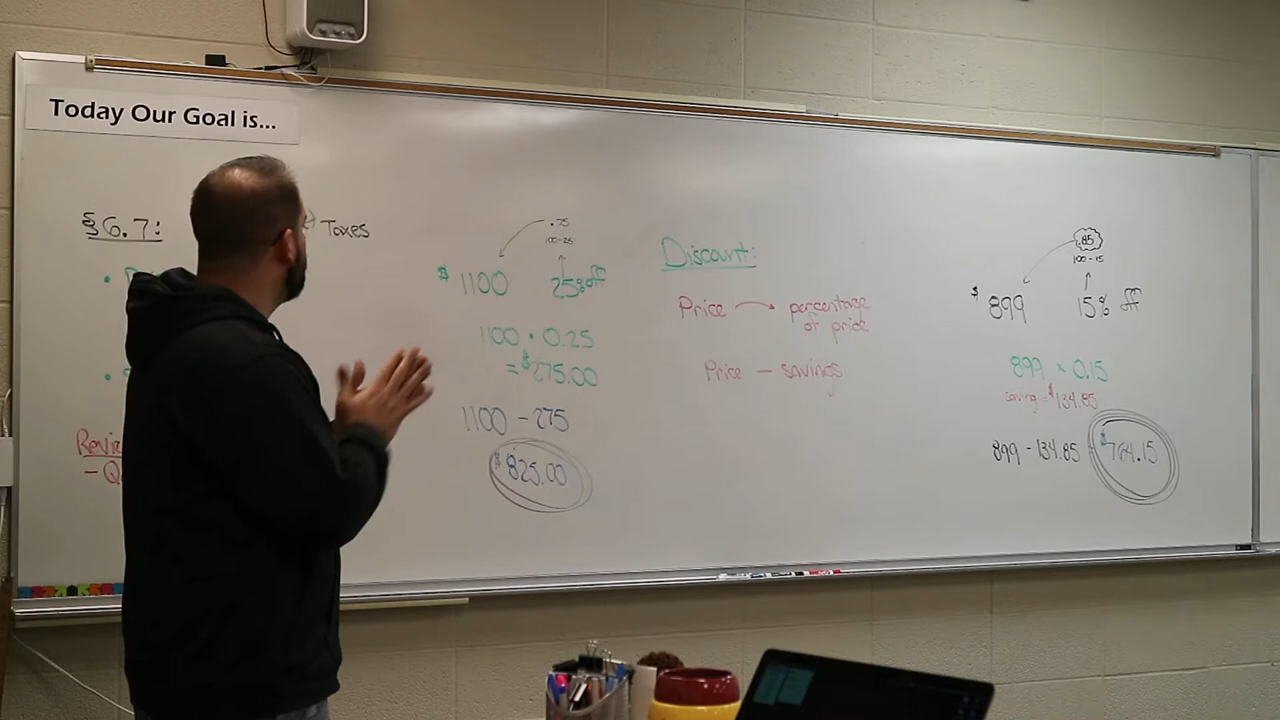 Today Our Goal is...
§6.7:
Taxes
Revie
- Q
.75
100-25
$ 1100 25% off
1100 • 0.25
= $275.00
1100 - 275
$825.00
Discount:
Price → percentage
of price
Price - savings
.85
100-15
$ 899 15% off
899 x 0.15
saving = $134.85
899 - 134.85 $764.15